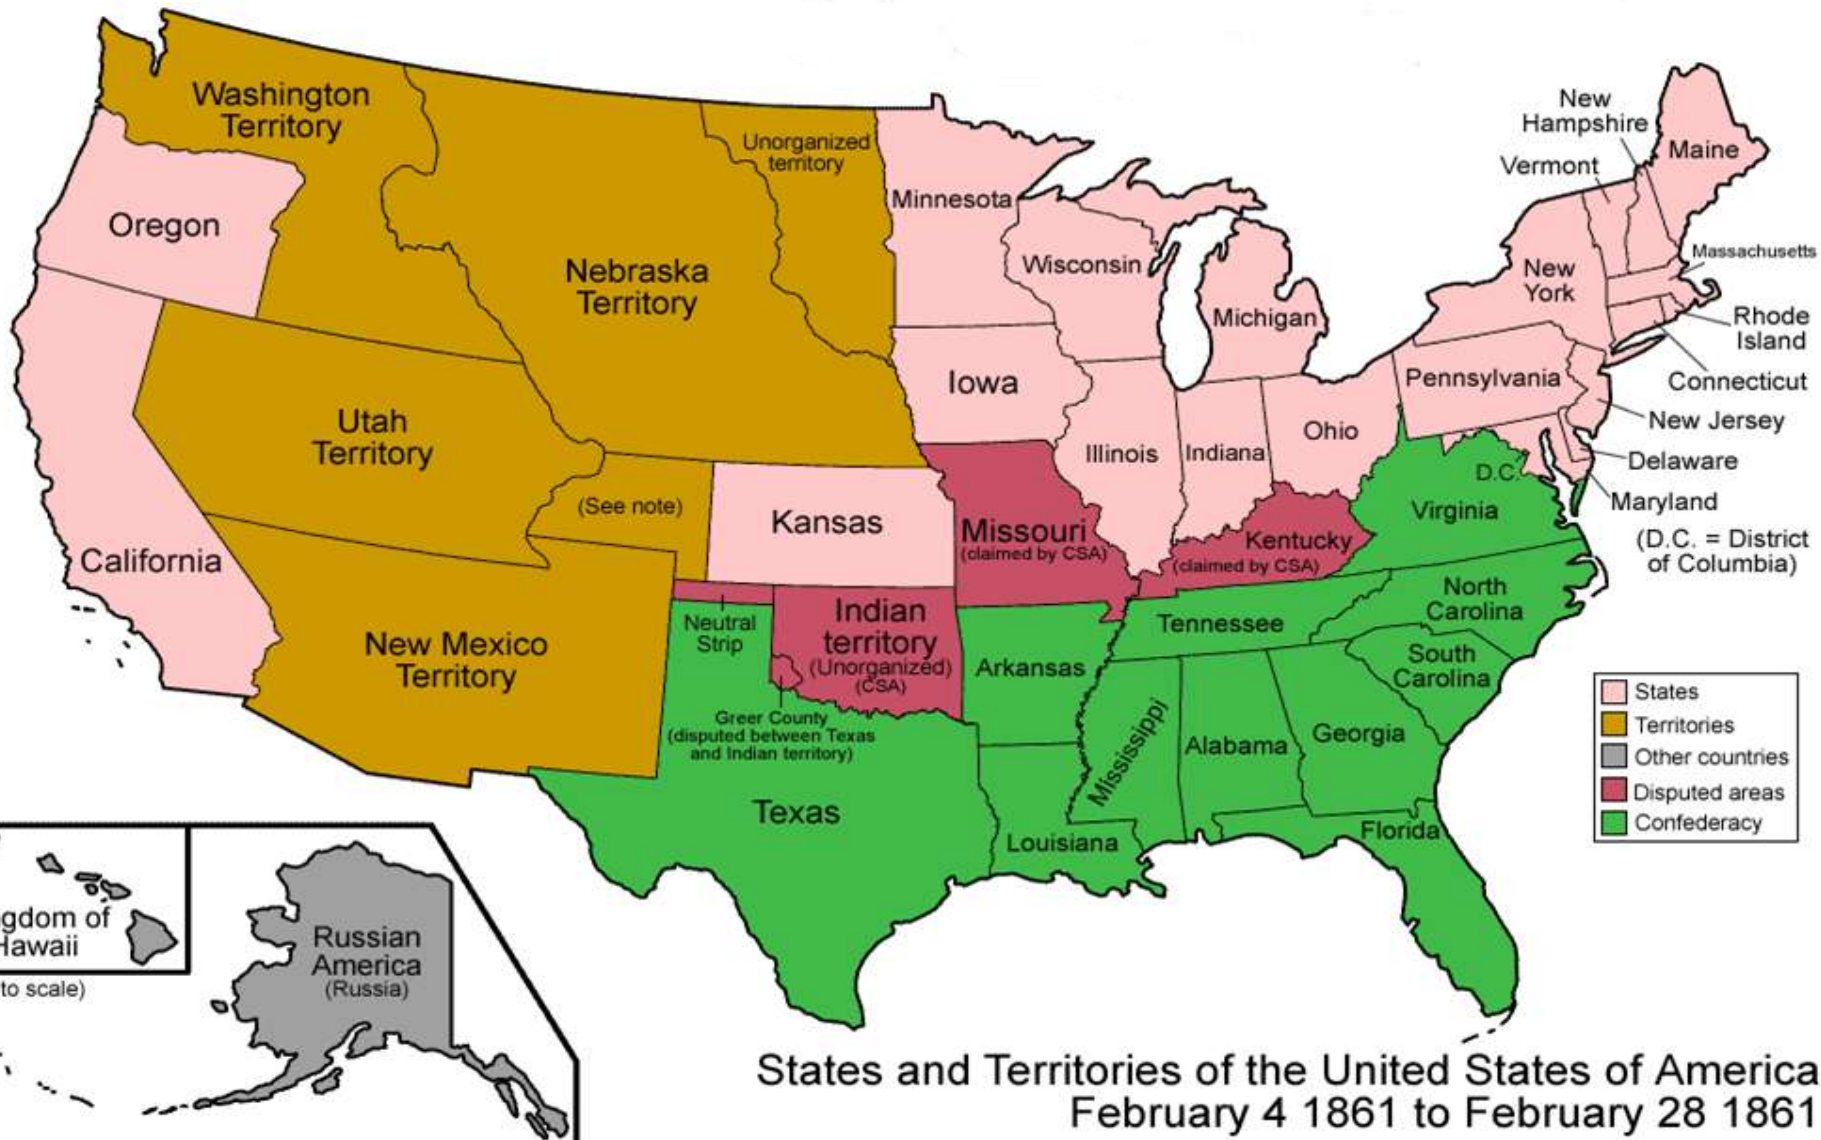 Washington
Territory
Oregon
California
Utah
Territory
New Mexico
Territory
Nebraska
Territory
Unorganized
territory
(See note)
Kansas
Minnesota
Iowa
Wisconsin
Michigan
Illinois
Indiana
Ohio
Missouri
(claimed by CSA)
Kentucky
(claimed by CSA)
Neutral
Strip
Indian
territory
(Unorganized)
(CSA)
Greer County
(disputed between Texas
and Indian territory)
Texas
Arkansas
Louisiana
Mississippi
Alabama
Georgia
Florida
Tennessee
North
Carolina
South
Carolina
Virginia
D.C.
Pennsylvania
New
York
New
Hampshire
Vermont
Maine
Massachusetts
Rhode
Island
Connecticut
New Jersey
Delaware
Maryland
(D.C. = District
of Columbia)
States
Territories
Other countries
Disputed areas
Confederacy
gdom of
Hawaii
to scale)
Russian
America
(Russia)
States and Territories of the United States of America
February 4 1861 to February 28 1861